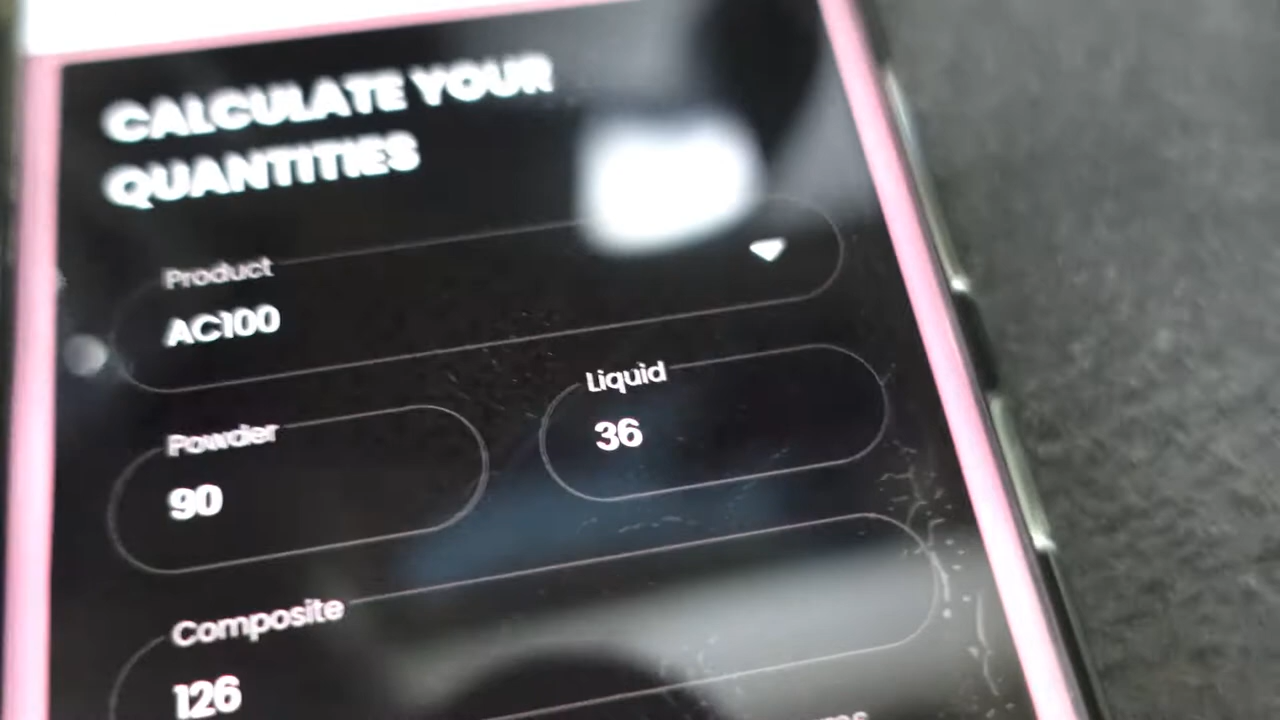 CALCULATE YOUR
QUANTITIES
Product
AC100
Powder
90
Liquid
36
Composite
126